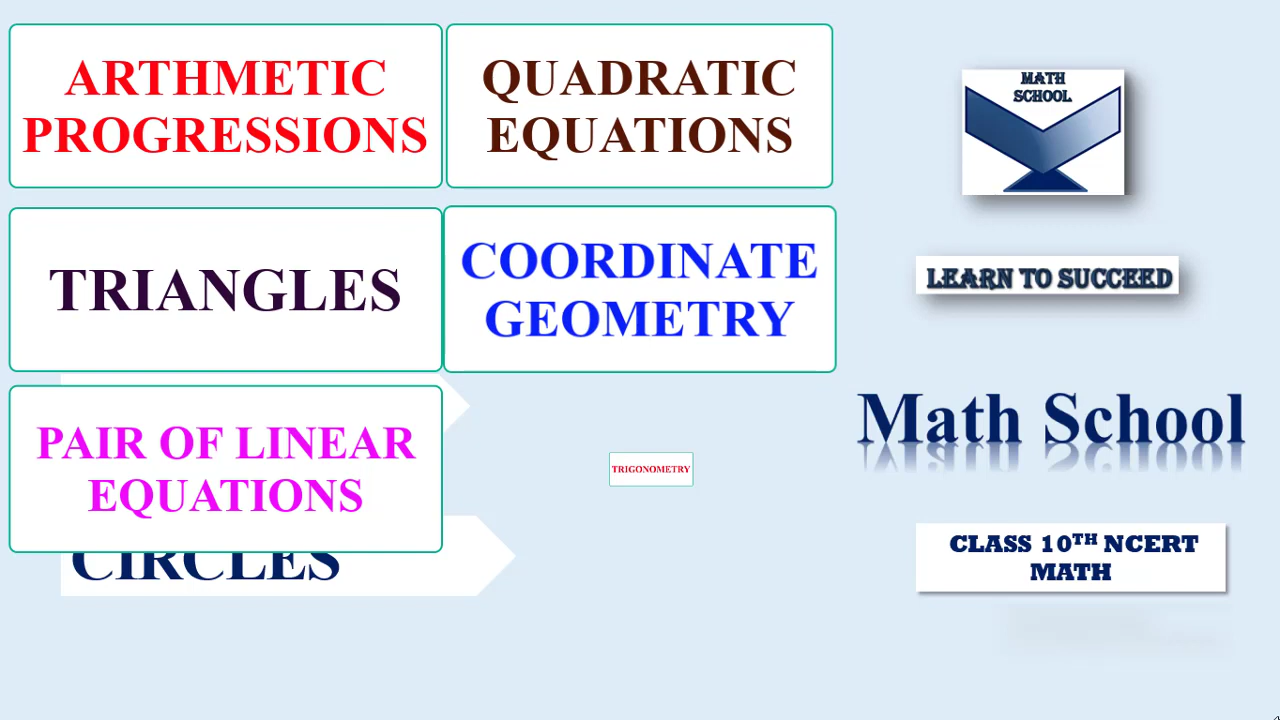 ARTHMETIC
PROGRESSIONS
QUADRATIC
EQUATIONS
TRIANGLES
COORDINATE
GEOMETRY
PAIR OF LINEAR
EQUATIONS
TRIGONOMETRY
CIRCLES
MATH
SCHOOL
LEARN TO SUCCEED
Math School
CLASS 10TH NCERT
MATH